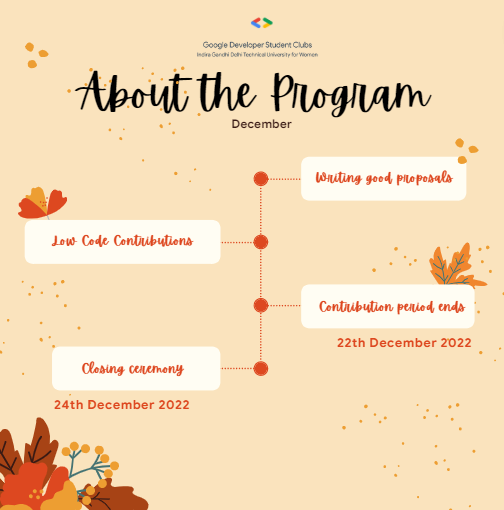 Google Developer Student Clubs
Indira Gandhi Delhi Technical University for Women
About the Program
December
Writing good proposals
Low Code Contributions
Contribution period ends
22th December 2022
Closing ceremony
24th December 2022